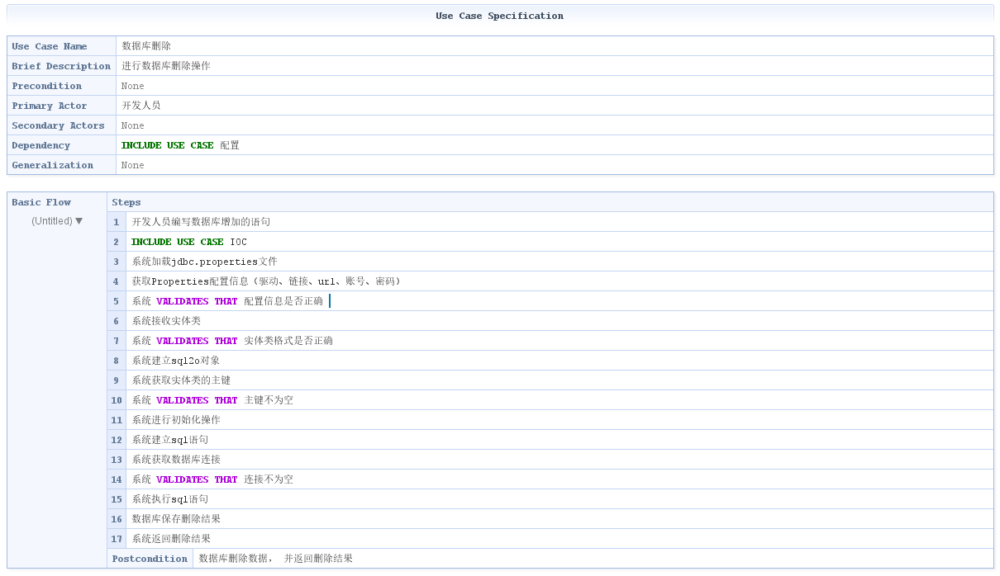 Use Case Specification
Use Case Name 数据库删除
Brief Description 进行数据库删除操作
Precondition None
Primary Actor 开发人员
Secondary Actors None
Dependency INCLUDE USE CASE 配置
Generalization None
Basic Flow Steps
(Untitled) ▼
1 开发人员编写数据库增加的语句
2 INCLUDE USE CASE IOC
3 系统加载jdbc.properties文件
4 获取Properties配置信息（驱动、链接、url、账号、密码）
5 系统 VALIDATES THAT 配置信息是否正确
6 系统接收实体类
7 系统 VALIDATES THAT 实体类格式是否正确
8 系统建立sql2o对象
9 系统获取实体类的主键
10 系统 VALIDATES THAT 主键不为空
11 系统进行初始化操作
12 系统建立sql语句
13 系统获取数据库连接
14 系统 VALIDATES THAT 连接不为空
15 系统执行sql语句
16 数据库保存删除结果
17 系统返回删除结果
Postcondition 数据库删除数据， 并返回删除结果